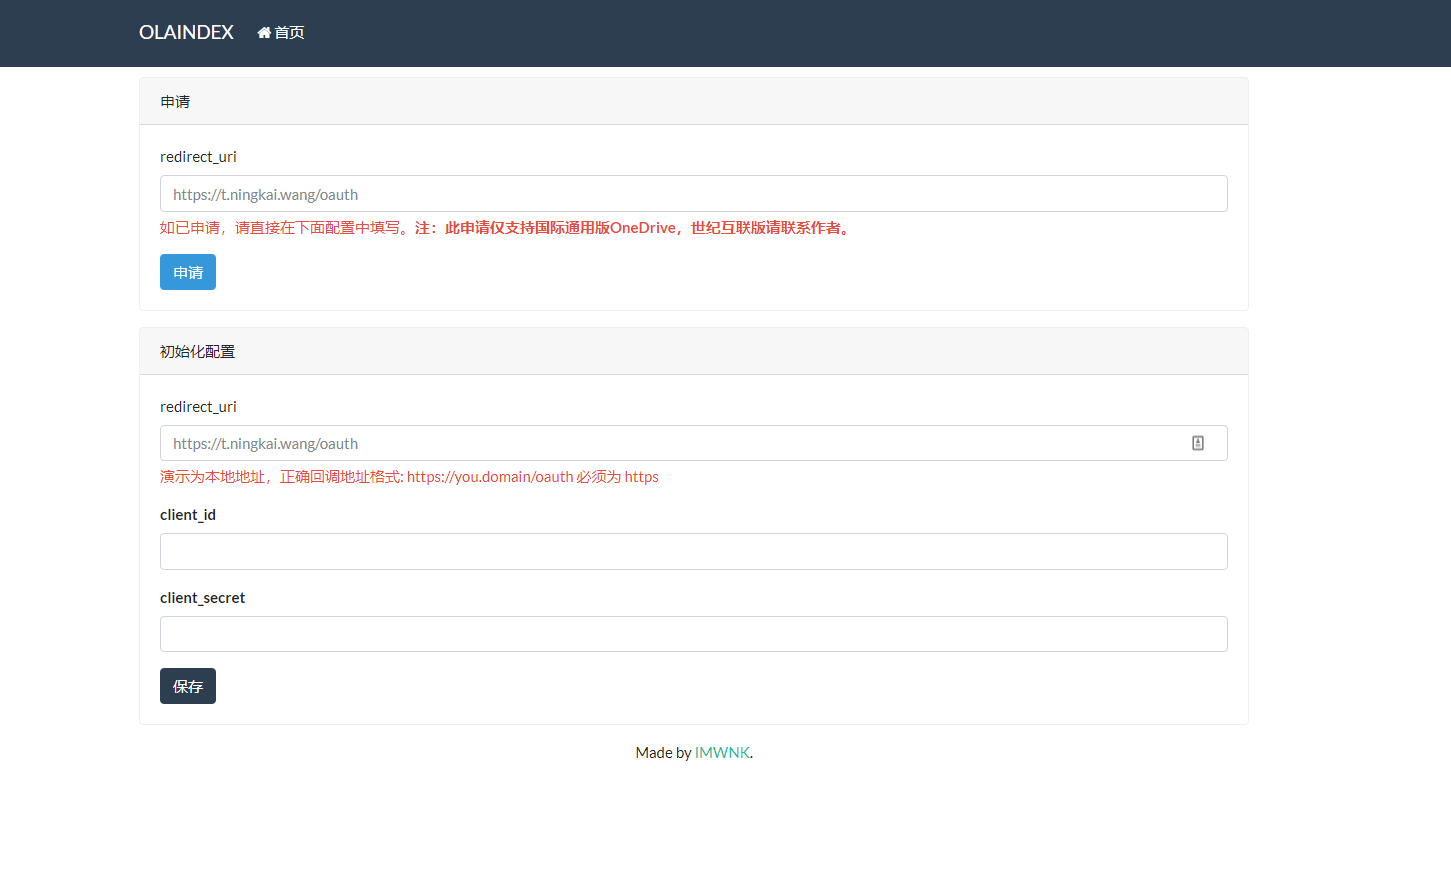 OLAINDEX 首页
申请
redirect_uri
https://t.ningkai.wang/oauth
如已申请，请直接在下面配置中填写。注：此申请仅支持国际通用版OneDrive，世纪互联版请联系作者。
申请
初始化配置
redirect_uri
https://t.ningkai.wang/oauth
演示为本地地址，正确回调地址格式: https://you.domain/oauth 必须为 https
client_id
client_secret
保存
Made by IMWNK.